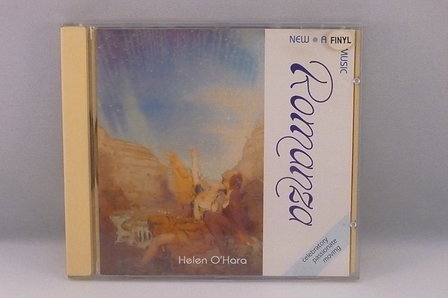 NEW • A FINYL MUSIC
Romanza
celebratory
passionate
moving
Helen O'Hara